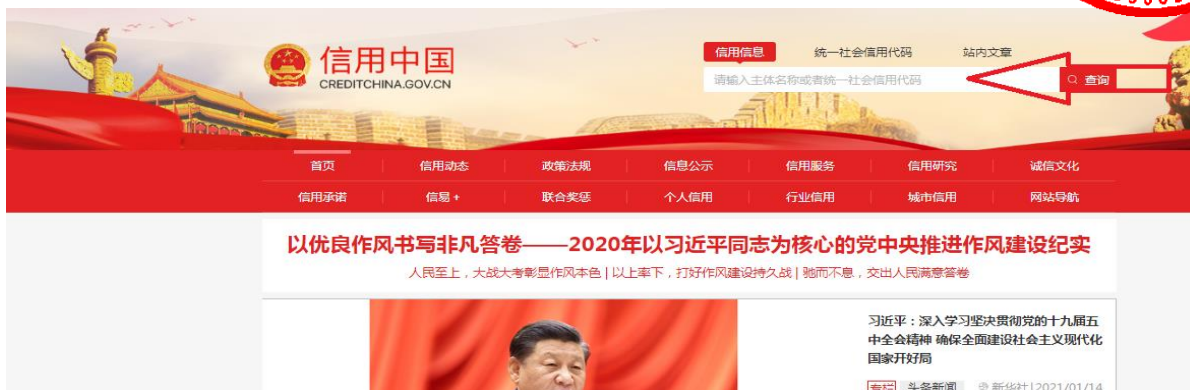 信用信息 统一社会信用代码 站内文章
信用中国
CREDITCHINA.GOV.CN
请输入主体名称或者统一社会信用代码 查询
首页 信用动态 政策法规 信息公示 信用服务 信用研究 诚信文化
信用承诺 信易+ 联合奖惩 个人信用 行业信用 城市信用 网站导航
以优良作风书写非凡答卷——2020年以习近平同志为核心的党中央推进作风建设纪实
人民至上，大战大考彰显作风本色 | 以上率下，打好作风建设持久战 | 驰而不息，交出人民满意答卷
习近平：深入学习坚决贯彻党的十九届五
中全会精神 确保全面建设社会主义现代化
国家开好局
专栏 头条新闻 新华社 | 2021/01/14